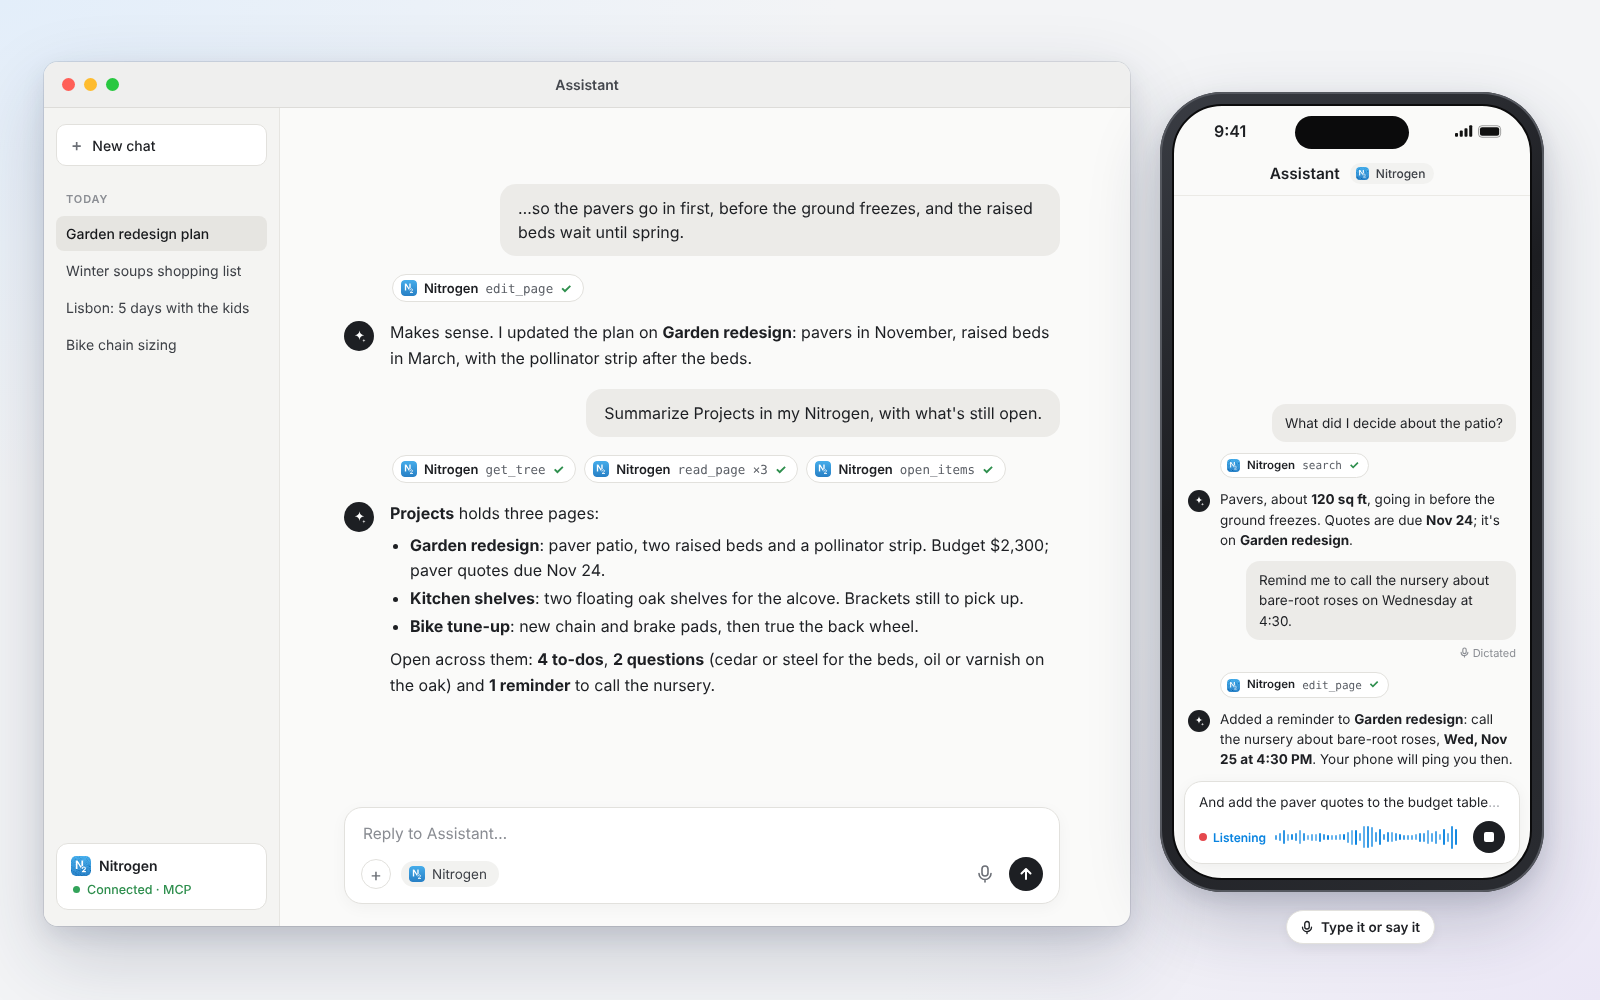 Assistant
+ New chat
TODAY
Garden redesign plan
Winter soups shopping list
Lisbon: 5 days with the kids
Bike chain sizing
N2 Nitrogen
Connected · MCP
...so the pavers go in first, before the ground freezes, and the raised
beds wait until spring.
N2 Nitrogen edit_page
Makes sense. I updated the plan on Garden redesign: pavers in November, raised beds
in March, with the pollinator strip after the beds.
Summarize Projects in my Nitrogen, with what's still open.
N2 Nitrogen get_tree N2 Nitrogen read_page ×3 N2 Nitrogen open_items
Projects holds three pages:
• Garden redesign: paver patio, two raised beds and a pollinator strip. Budget $2,300;
paver quotes due Nov 24.
• Kitchen shelves: two floating oak shelves for the alcove. Brackets still to pick up.
• Bike tune-up: new chain and brake pads, then true the back wheel.
Open across them: 4 to-dos, 2 questions (cedar or steel for the beds, oil or varnish on
the oak) and 1 reminder to call the nursery.
Reply to Assistant...
+ N2 Nitrogen
9:41
Assistant N2 Nitrogen
What did I decide about the patio?
N2 Nitrogen search
Pavers, about 120 sq ft, going in before the
ground freezes. Quotes are due Nov 24; it's
on Garden redesign.
Remind me to call the nursery about
bare-root roses on Wednesday at
4:30.
Dictated
N2 Nitrogen edit_page
Added a reminder to Garden redesign: call
the nursery about bare-root roses, Wed, Nov
25 at 4:30 PM. Your phone will ping you then.
And add the paver quotes to the budget table...
Listening
Type it or say it